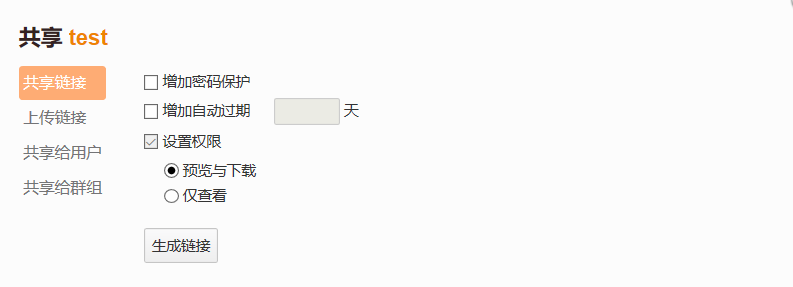 共享 test
共享链接
上传链接
共享给用户
共享给群组
增加密码保护
增加自动过期 天
设置权限
预览与下载
仅查看
生成链接